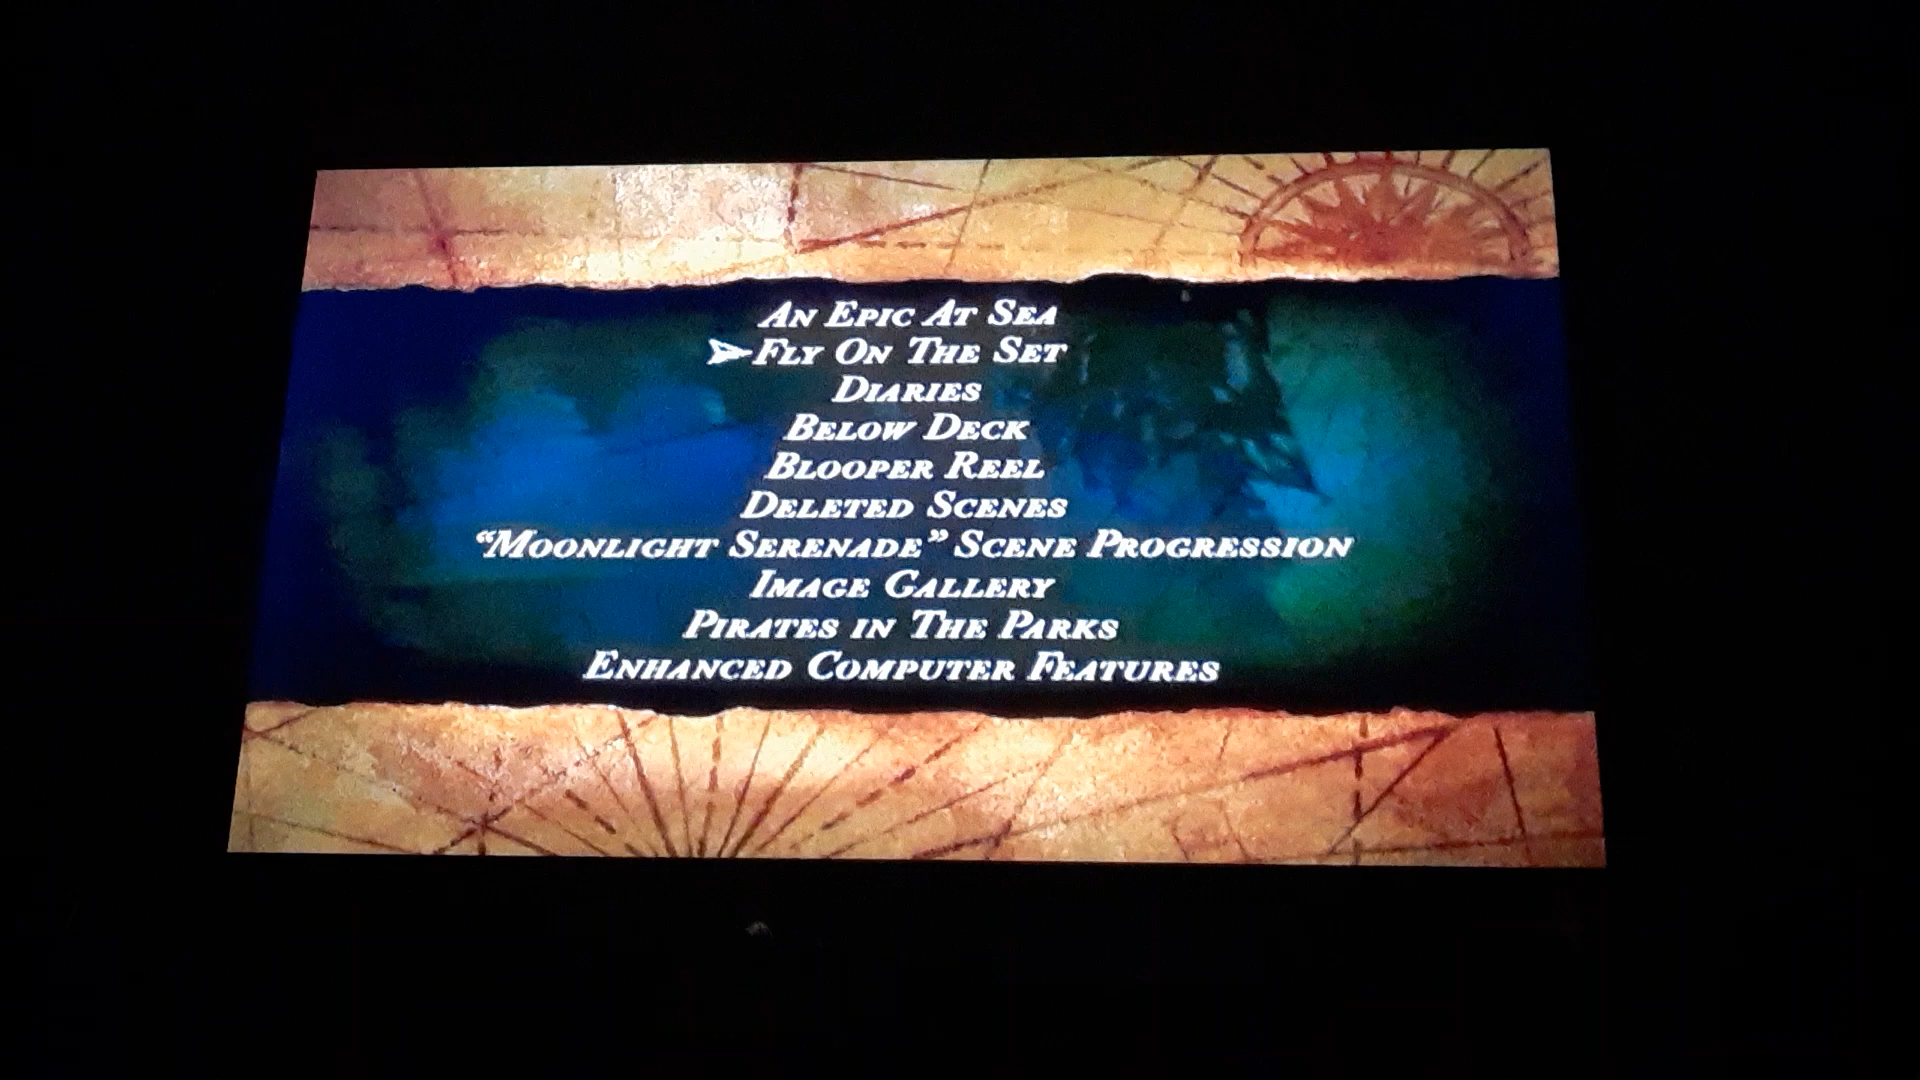 An Epic At Sea
Fly On The Set
Diaries
Below Deck
Blooper Reel
Deleted Scenes
“Moonlight Serenade” Scene Progression
Image Gallery
Pirates in The Parks
Enhanced Computer Features